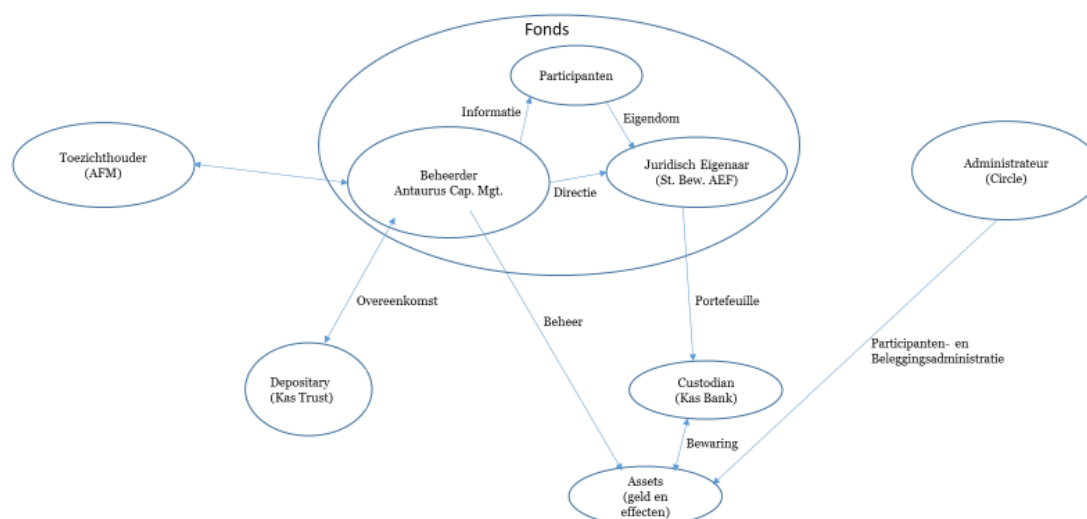 Fonds
Participanten
Informatie
Eigendom
Toezichthouder
(AFM)
Beheerder
Antaurus Cap. Mgt.
Directie
Juridisch Eigenaar
(St. Bew. AEF)
Administrateur
(Circle)
Overeenkomst
Beheer
Portefeuille
Participanten- en
Beleggingsadministratie
Depositary
(Kas Trust)
Custodian
(Kas Bank)
Bewaring
Assets
(geld en
effecten)